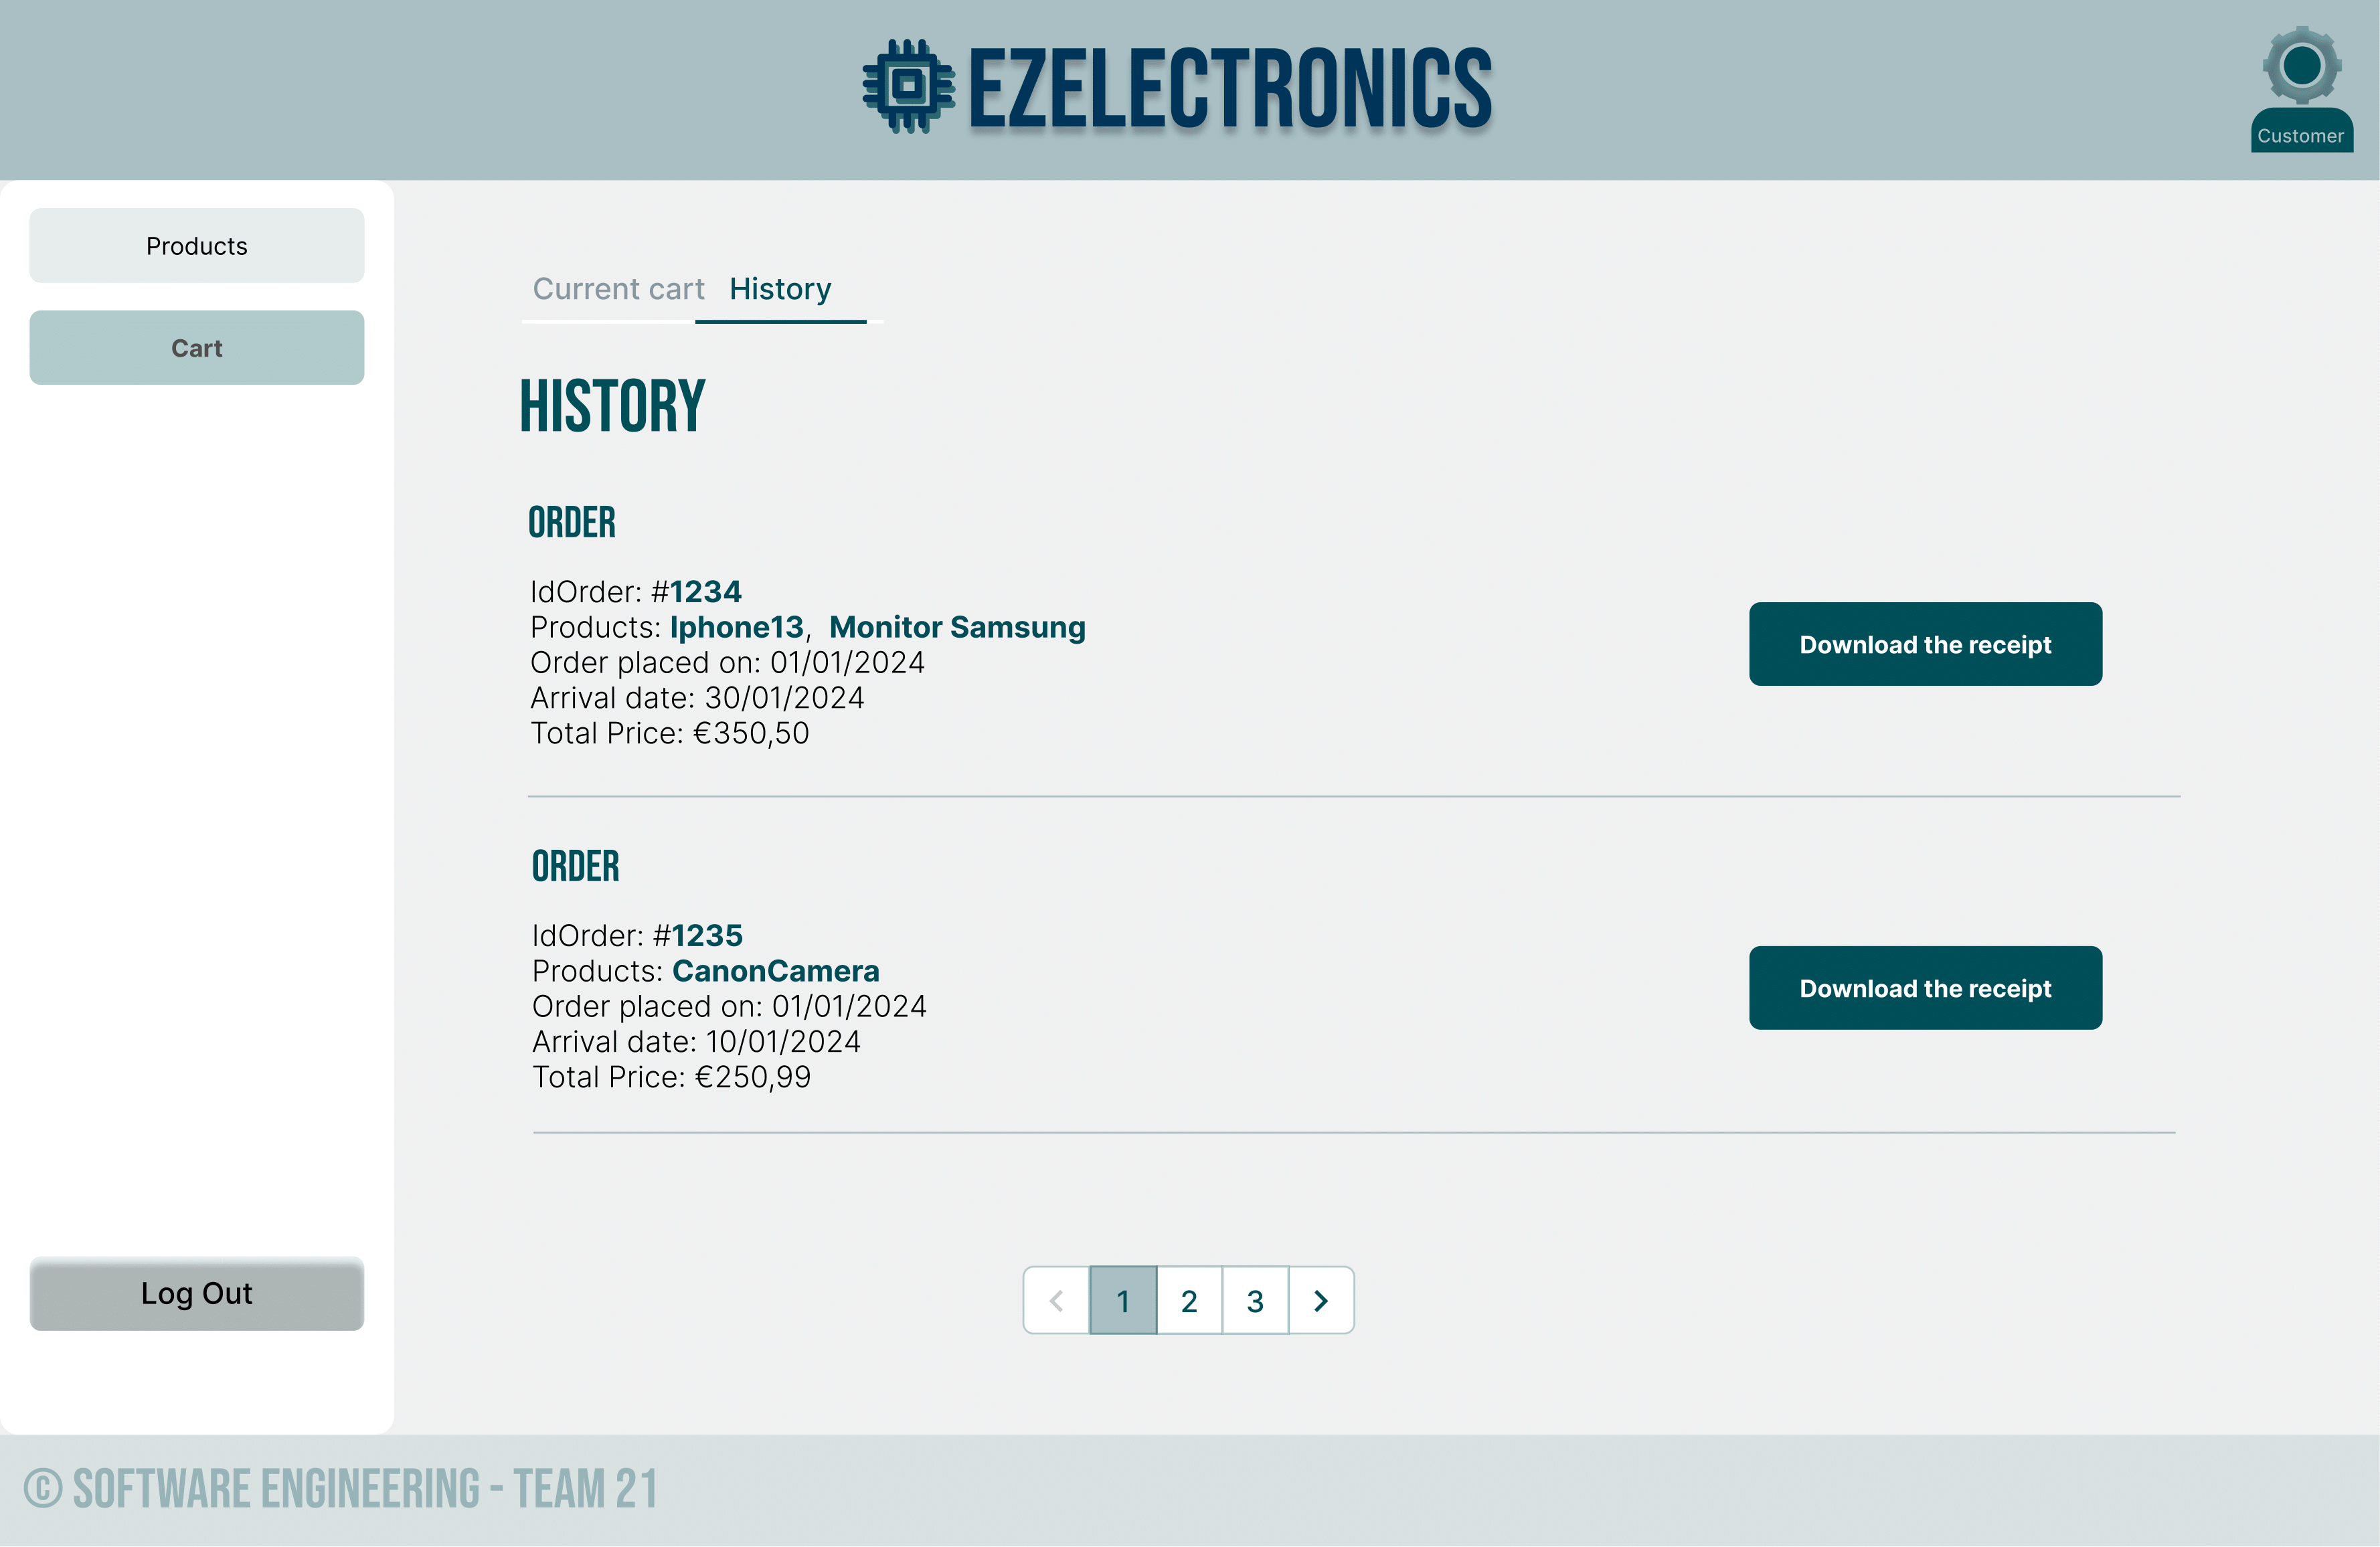 EZELECTRONICS
Customer
Products
Cart
Current cart History
HISTORY
ORDER
IdOrder: #1234
Products: Iphone13, Monitor Samsung
Order placed on: 01/01/2024
Arrival date: 30/01/2024
Total Price: €350,50
Download the receipt
ORDER
IdOrder: #1235
Products: CanonCamera
Order placed on: 01/01/2024
Arrival date: 10/01/2024
Total Price: €250,99
Download the receipt
Log Out
< 1 2 3 >
© SOFTWARE ENGINEERING - TEAM 21